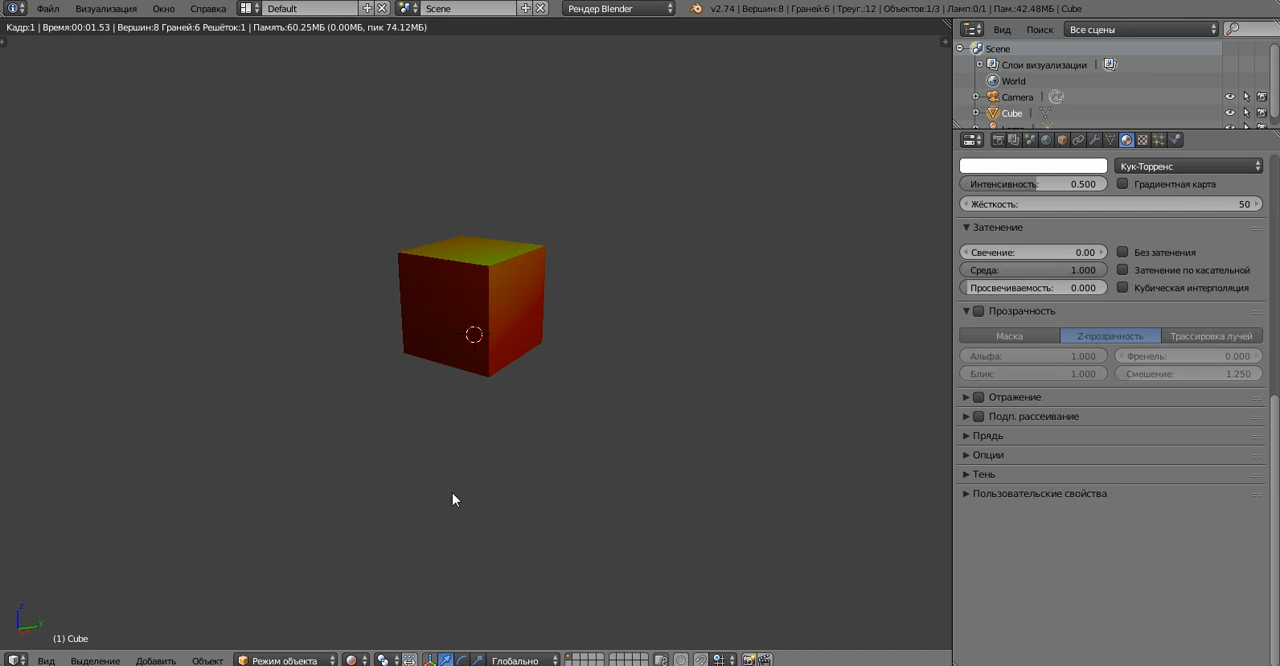 Файл Визуализация Окно Справка Default Scene Рендер Blender v2.74 | Вершин:8 | Граней:6 | Треуг.:12 | Объектов:1/3 | Ламп:0/1 | Пам.:42.48МБ | Cube
Кадр:1 | Время:00:01.53 | Вершин:8 Граней:6 Решёток:1 | Память:60.25МБ (0.00МБ, пик 74.12МБ)
Вид Поиск Все сцены
Scene
Слои визуализации
World
Camera
Cube
Кук-Торренс
Интенсивность: 0.500 Градиентная карта
Жёсткость: 50
Затенение
Свечение: 0.00 Без затенения
Среда: 1.000 Затенение по касательной
Просвечиваемость: 0.000 Кубическая интерполяция
Прозрачность
Маска Z-прозрачность Трассировка лучей
Альфа: 1.000 Френель: 0.000
Блик: 1.000 Смешение: 1.250
Отражение
Подп. рассеивание
Прядь
Опции
Тень
Пользовательские свойства
z
y
(1) Cube
Вид Выделение Добавить Объект Режим объекта Глобально